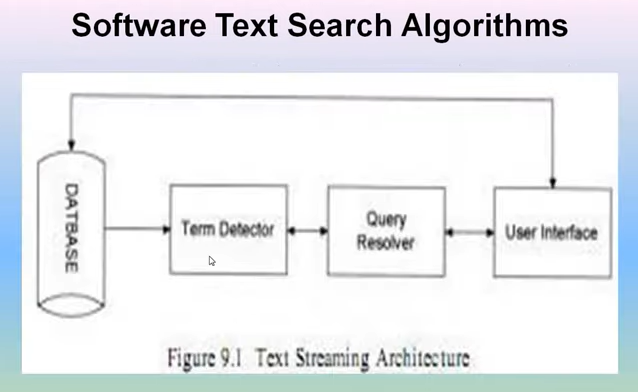 Software Text Search Algorithms
DATBASE
Term Detector
Query
Resolver
User Interface
Figure 9.1 Text Streaming Architecture